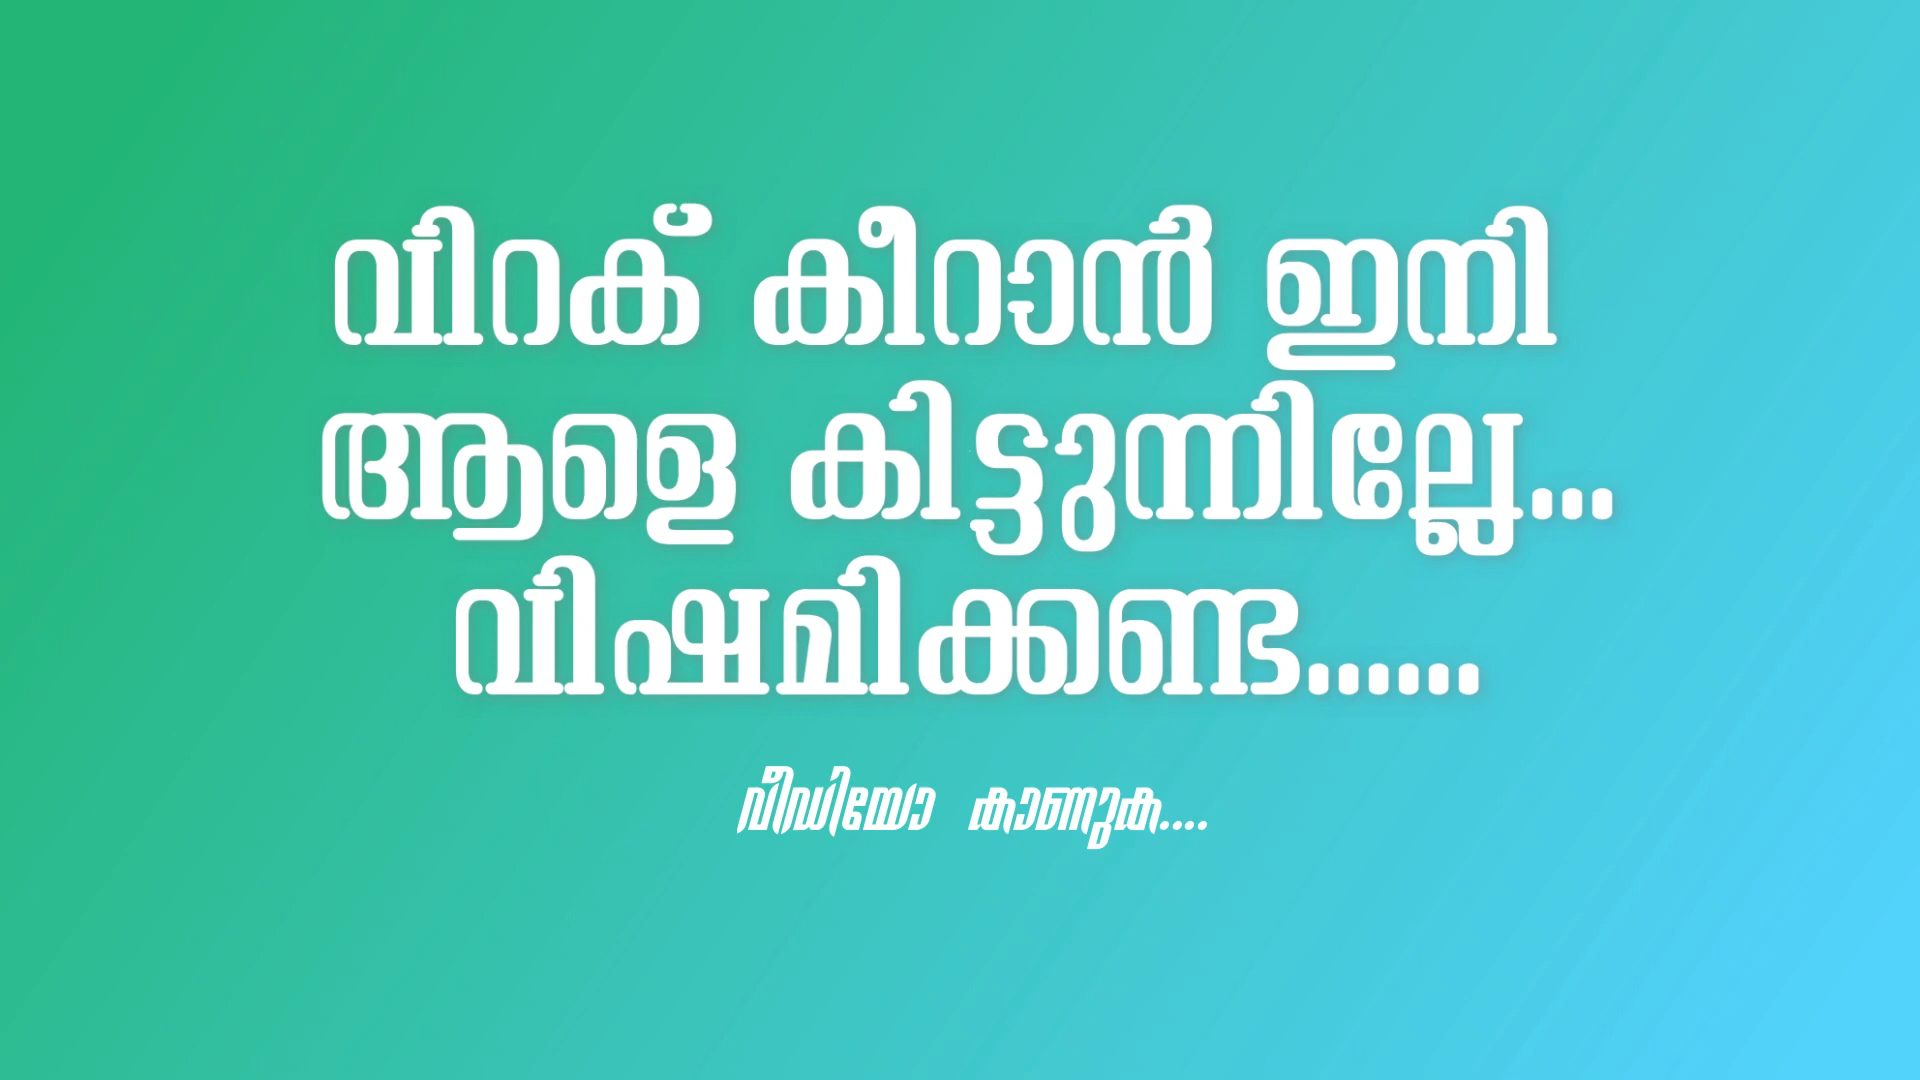 വിറക് കീറാൻ ഇനി
ആളെ കിട്ടുന്നില്ലേ...
വിഷമിക്കണ്ട......
വീഡിയോ കാണുക....